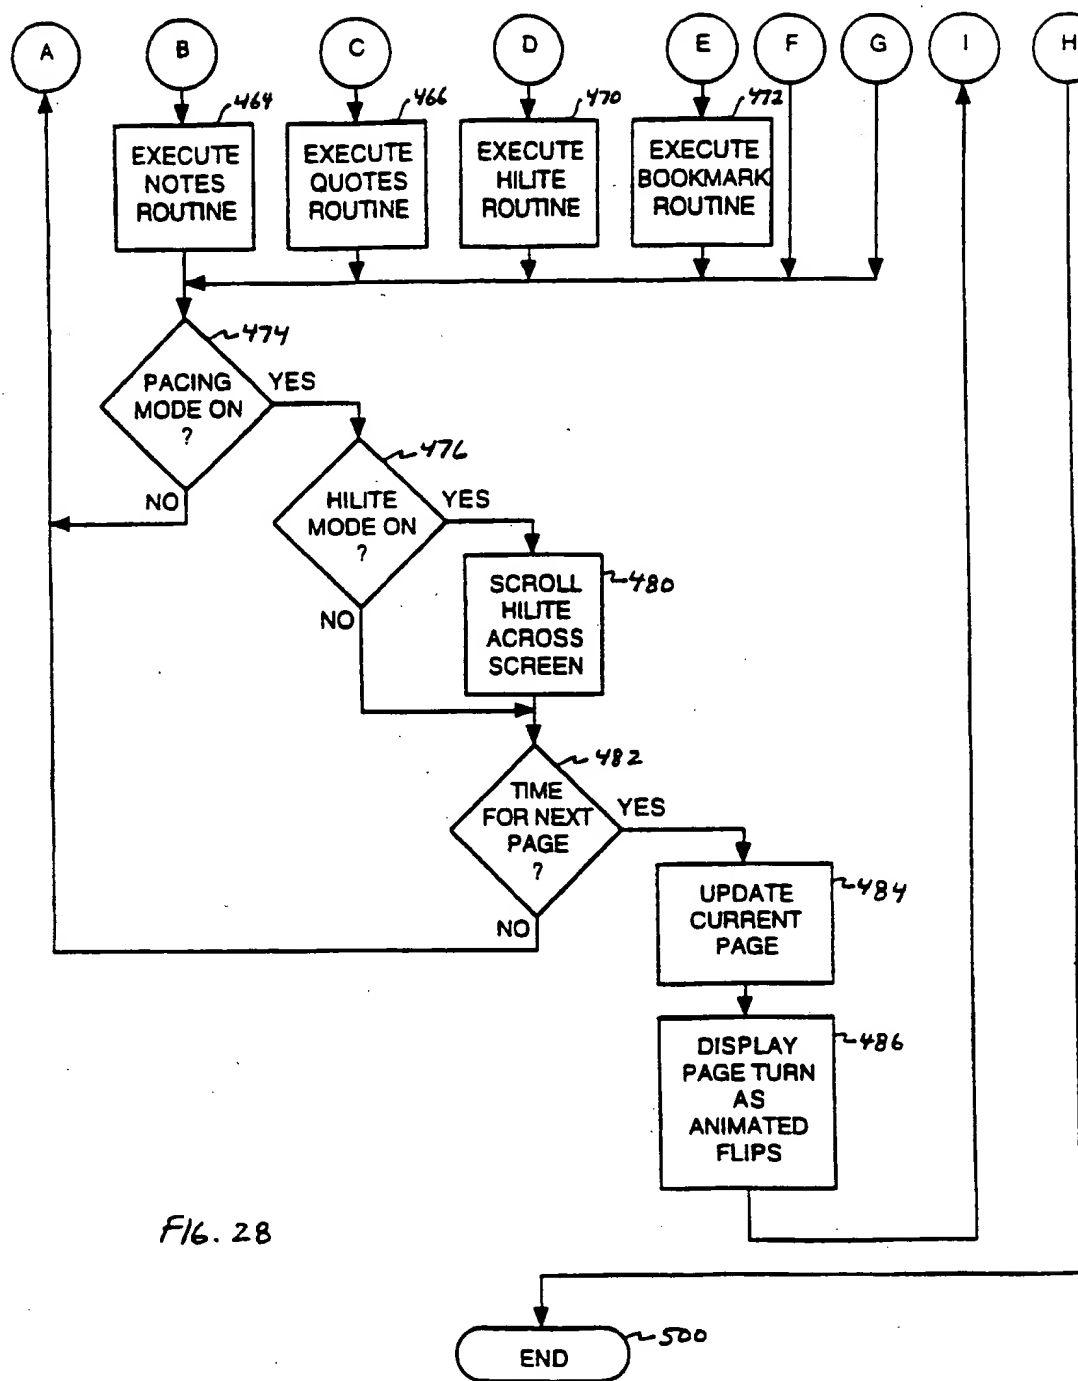 A B C D E F G I H
464 466 470 472
EXECUTE
NOTES
ROUTINE
EXECUTE
QUOTES
ROUTINE
EXECUTE
HILITE
ROUTINE
EXECUTE
BOOKMARK
ROUTINE
474
PACING
MODE ON
?
YES
NO
476
HILITE
MODE ON
?
YES
NO
480
SCROLL
HILITE
ACROSS
SCREEN
482
TIME
FOR NEXT
PAGE
?
YES
NO
484
UPDATE
CURRENT
PAGE
486
DISPLAY
PAGE TURN
AS
ANIMATED
FLIPS
FIG. 28
500
END